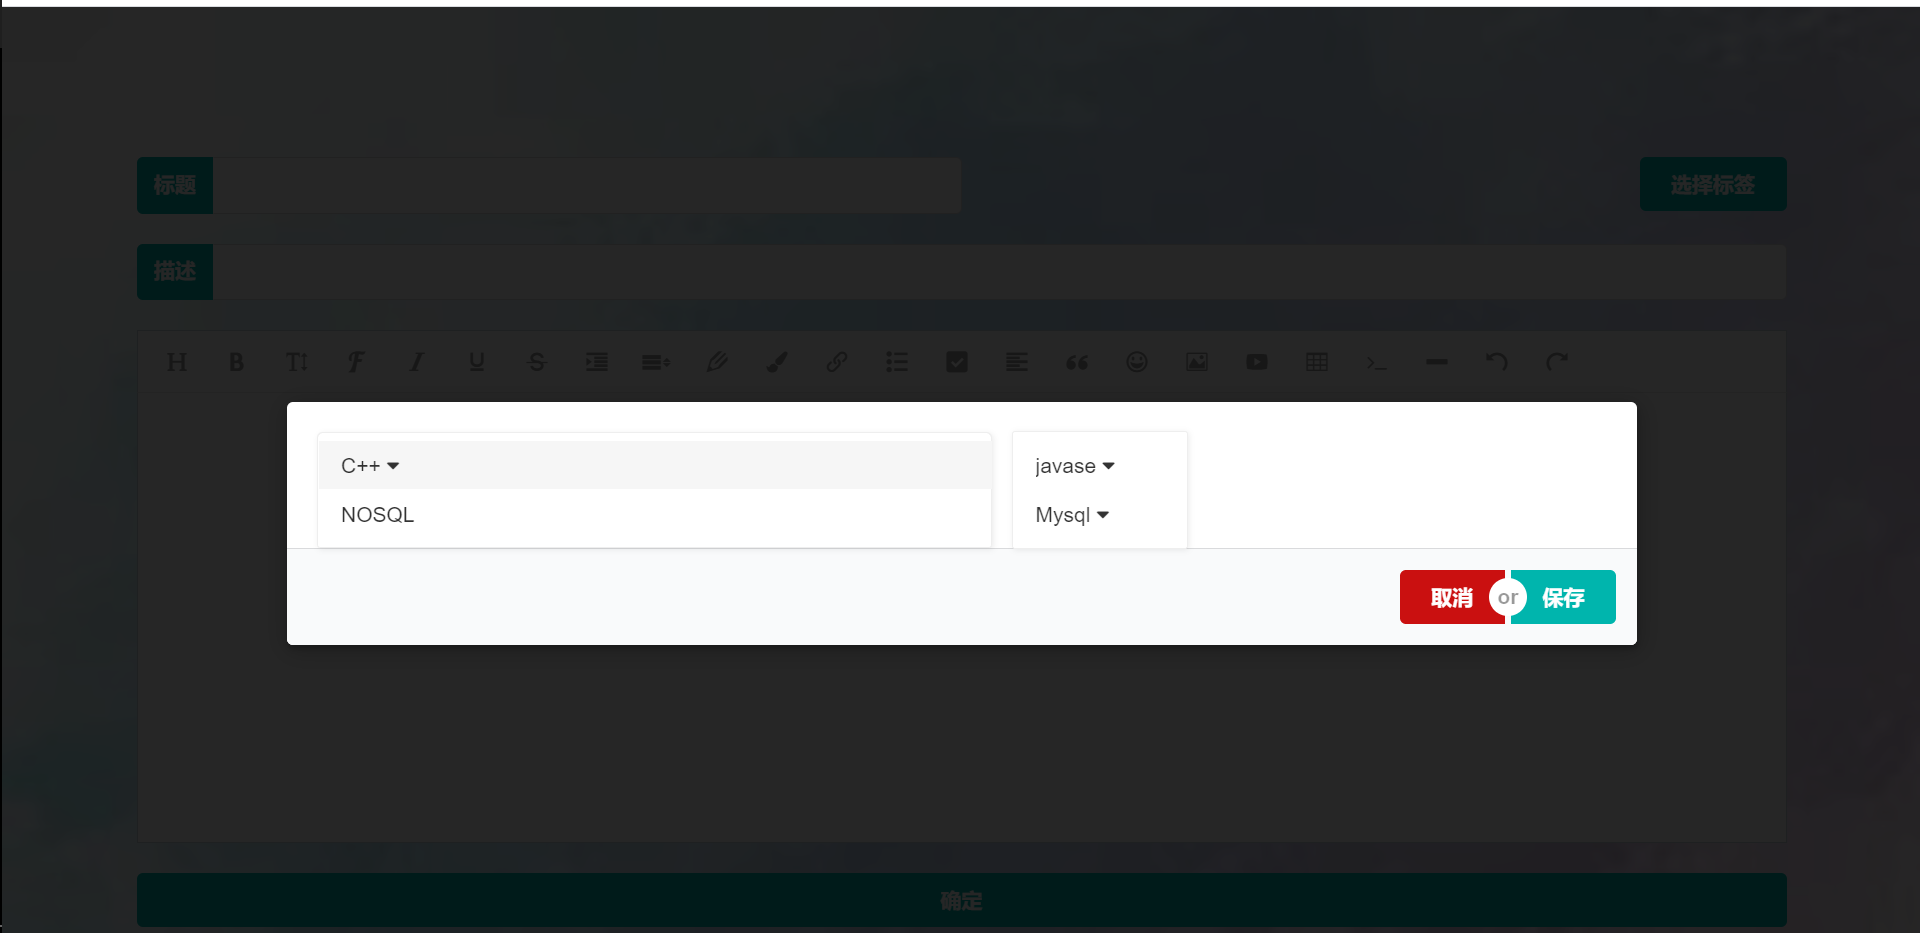 标题
选择标签
描述
H B T F I U S
C++
javase
NOSQL
Mysql
取消 or 保存
确定